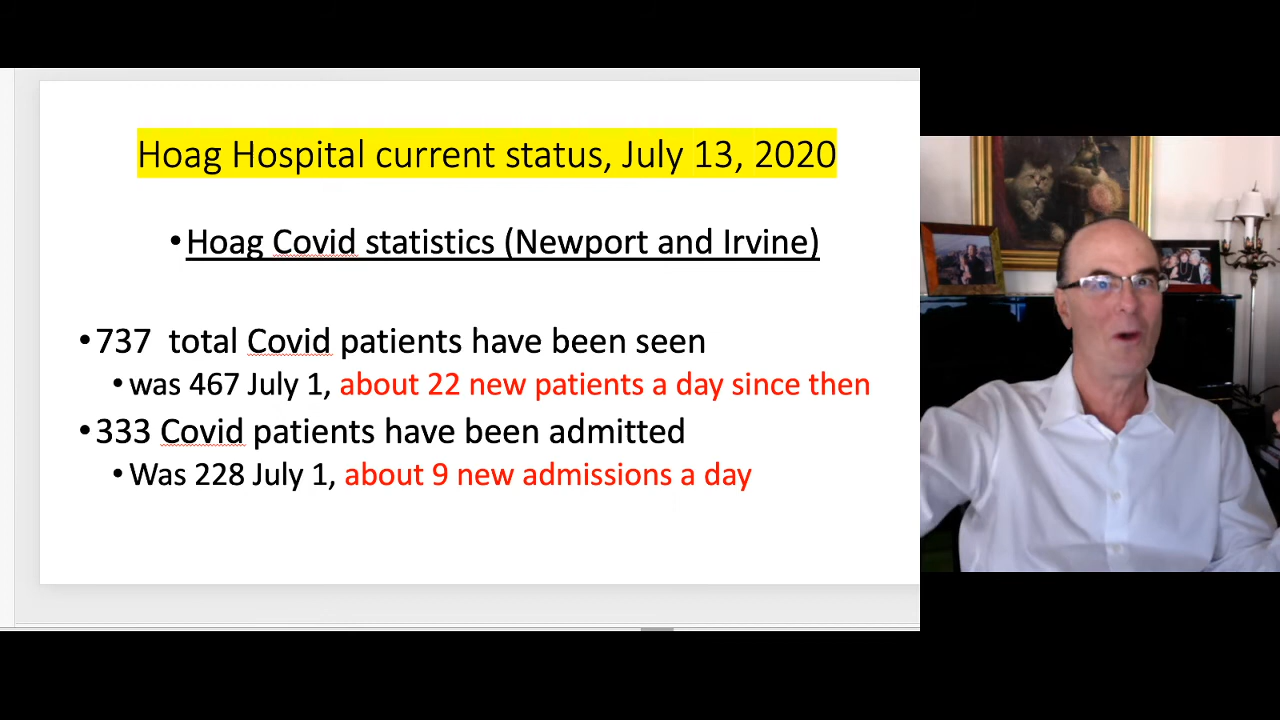 Hoag Hospital current status, July 13, 2020
•Hoag Covid statistics (Newport and Irvine)
•737 total Covid patients have been seen
•was 467 July 1, about 22 new patients a day since then
•333 Covid patients have been admitted
•Was 228 July 1, about 9 new admissions a day